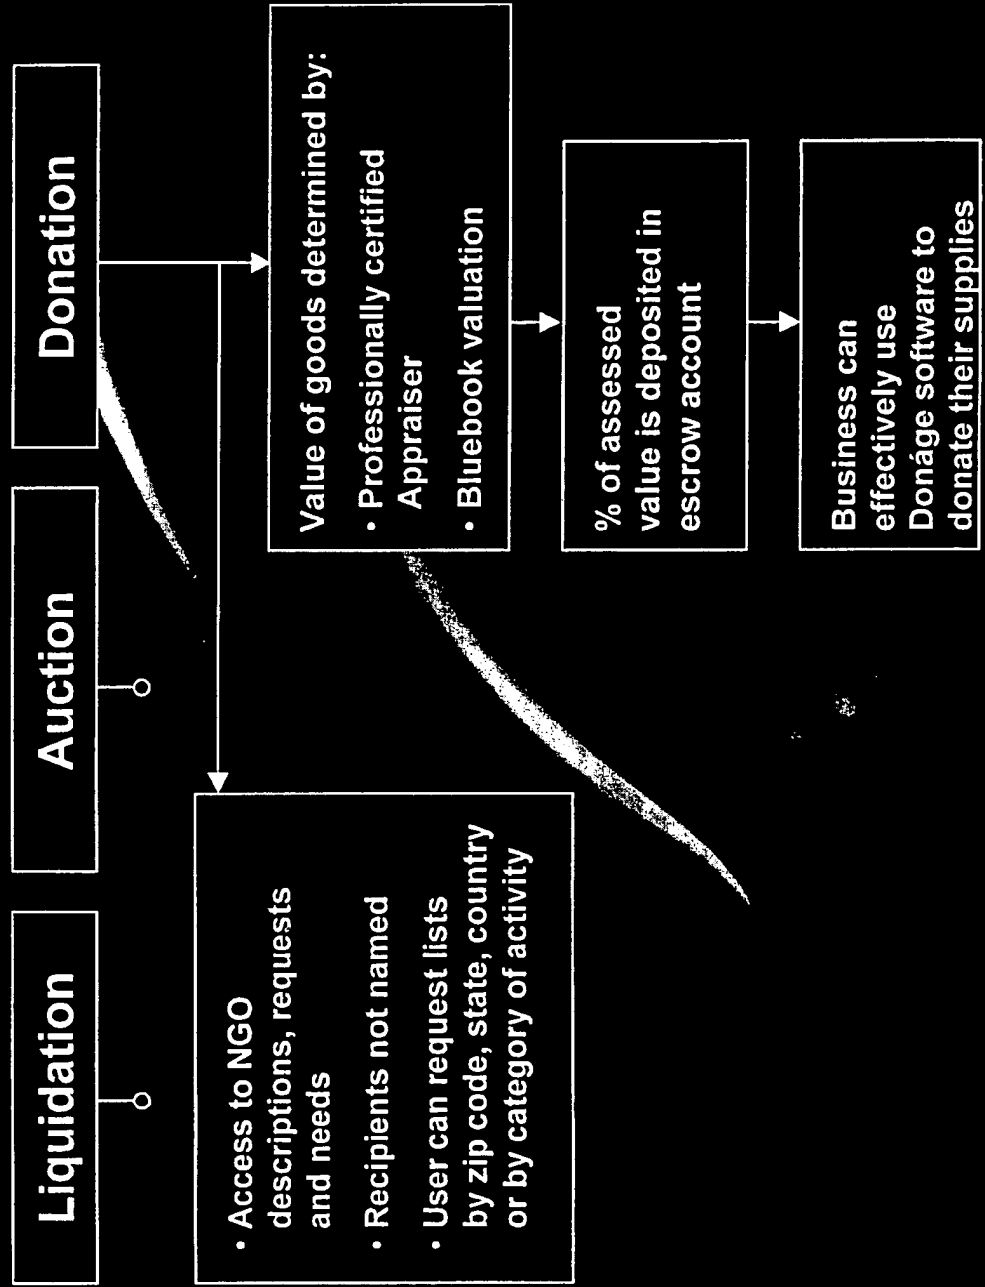 Liquidation
Auction
Donation
• Access to NGO
descriptions, requests
and needs
• Recipients not named
• User can request lists
by zip code, state, country
or by category of activity
Value of goods determined by:
• Professionally certified
Appraiser
• Bluebook valuation
% of assessed
value is deposited in
escrow account
Business can
effectively use
Donáge software to
donate their supplies